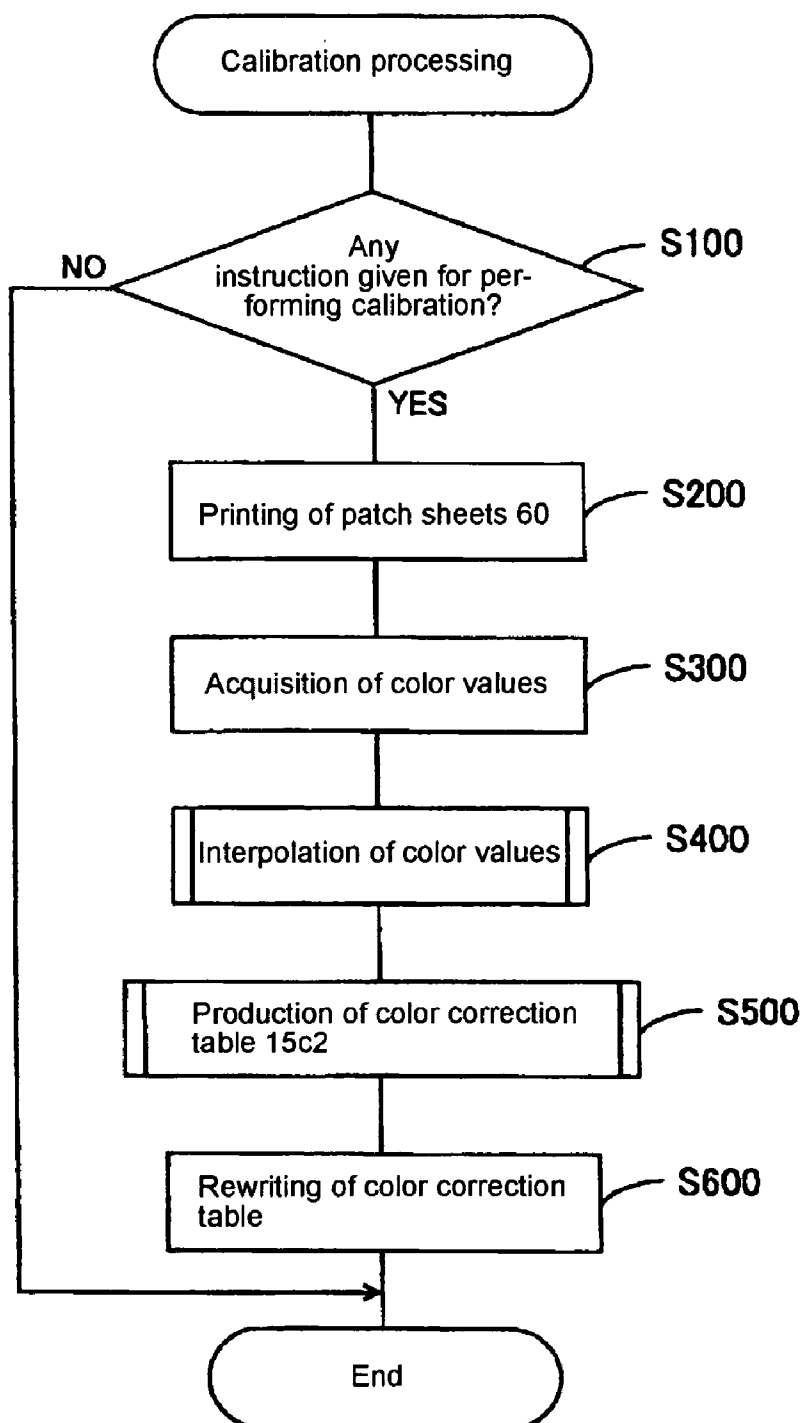 Calibration processing
Any
instruction given for per-
forming calibration?
S100
NO
YES
Printing of patch sheets 60
S200
Acquisition of color values
S300
Interpolation of color values
S400
Production of color correction
table 15c2
S500
Rewriting of color correction
table
S600
End